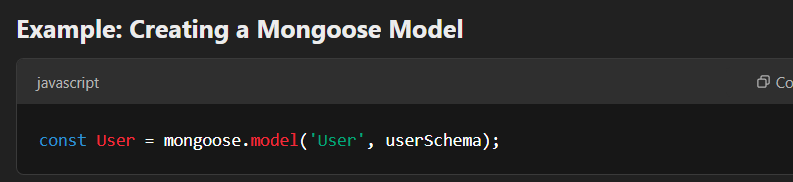 Example: Creating a Mongoose Model
javascript
Co
const User = mongoose.model('User', userSchema);